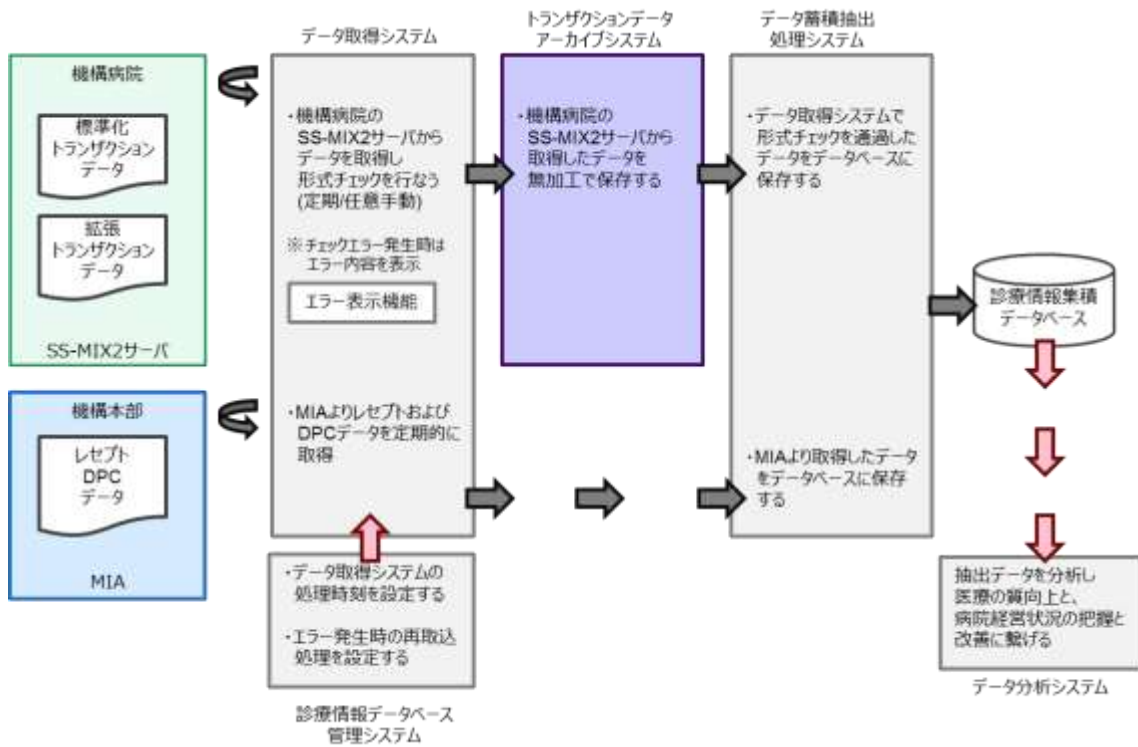 機構病院
標準化
トランザクション
データ
拡張
トランザクション
データ
SS-MIX2サーバ
機構本部
レセプト
DPC
データ
MIA
データ取得システム
・機構病院の
SS-MIX2サーバから
データを取得し
形式チェックを行なう
(定期/任意手動)
※チェックエラー発生時は
エラー内容を表示
エラー表示機能
・MIAよりレセプトおよび
DPCデータを定期的に
取得
・データ取得システムの
処理時刻を設定する
・エラー発生時の再取込
処理を設定する
診療情報データベース
管理システム
トランザクションデータ
アーカイブシステム
・機構病院の
SS-MIX2サーバから
取得したデータを
無加工で保存する
データ蓄積抽出
処理システム
・データ取得システムで
形式チェックを通過した
データをデータベースに
保存する
・MIAより取得したデータ
をデータベースに保存
する
診療情報集積
データベース
抽出データを分析し
医療の質向上と、
病院経営状況の把握と
改善に繋げる
データ分析システム